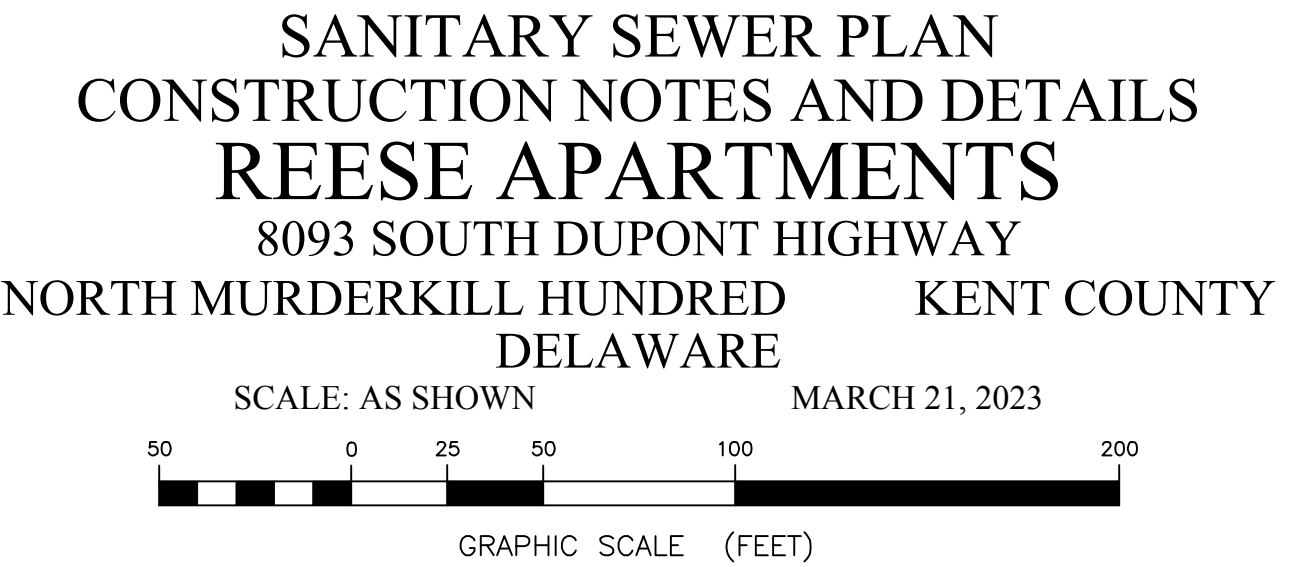 SANITARY SEWER PLAN
CONSTRUCTION NOTES AND DETAILS
REESE APARTMENTS
8093 SOUTH DUPONT HIGHWAY
NORTH MURDERKILL HUNDRED KENT COUNTY
DELAWARE
SCALE: AS SHOWN MARCH 21, 2023
50 0 25 50 100 200
GRAPHIC SCALE (FEET)